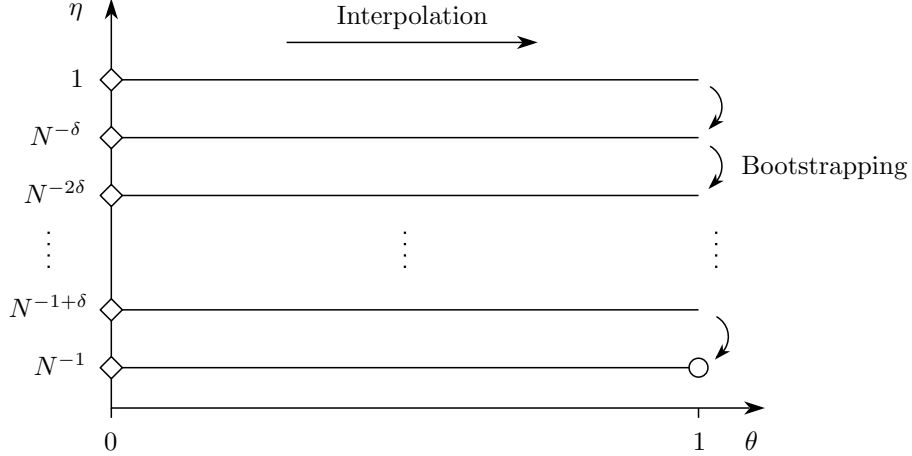 η
Interpolation
1
N^{-δ}
Bootstrapping
N^{-2δ}
N^{-1+δ}
N^{-1}
0
1
θ